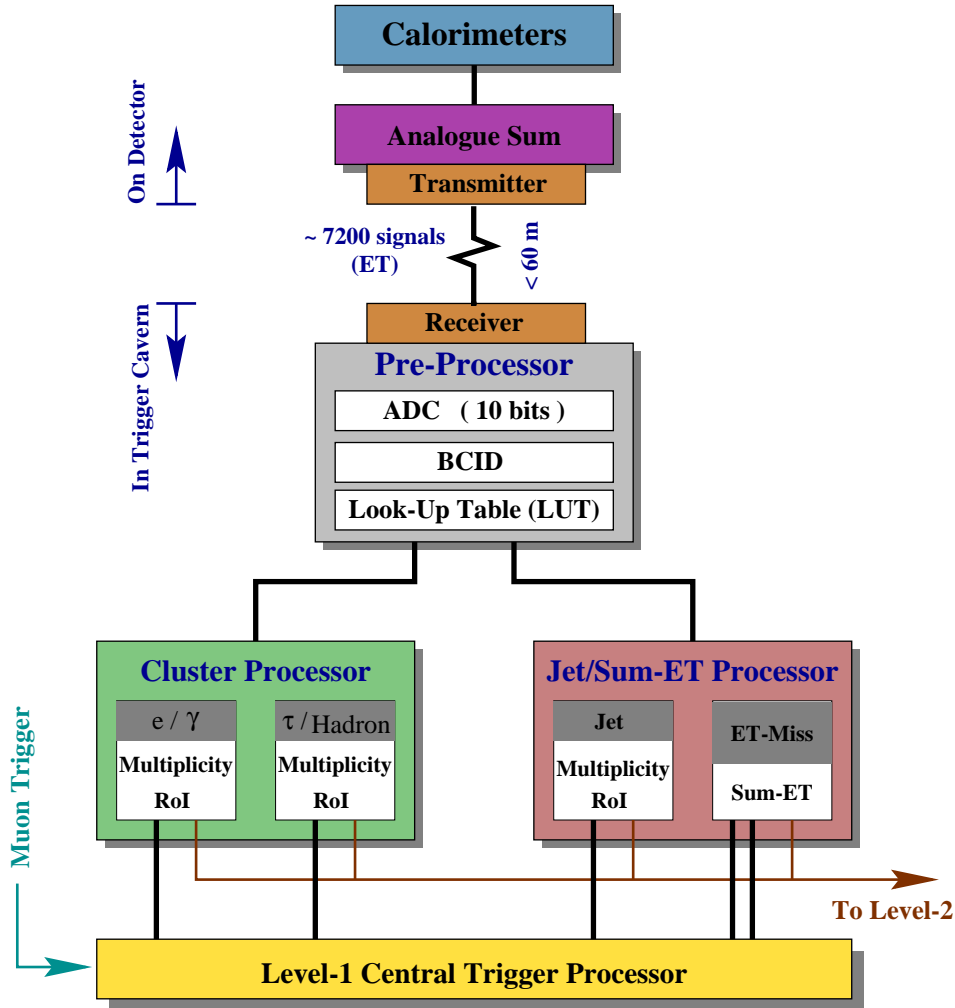 Calorimeters
Analogue Sum
Transmitter
On Detector
~ 7200 signals
(ET)
< 60 m
In Trigger Cavern
Receiver
Pre-Processor
ADC ( 10 bits )
BCID
Look-Up Table (LUT)
Cluster Processor
e / γ
Multiplicity
RoI
τ / Hadron
Multiplicity
RoI
Jet/Sum-ET Processor
Jet
Multiplicity
RoI
ET-Miss
Sum-ET
Muon Trigger
To Level-2
Level-1 Central Trigger Processor